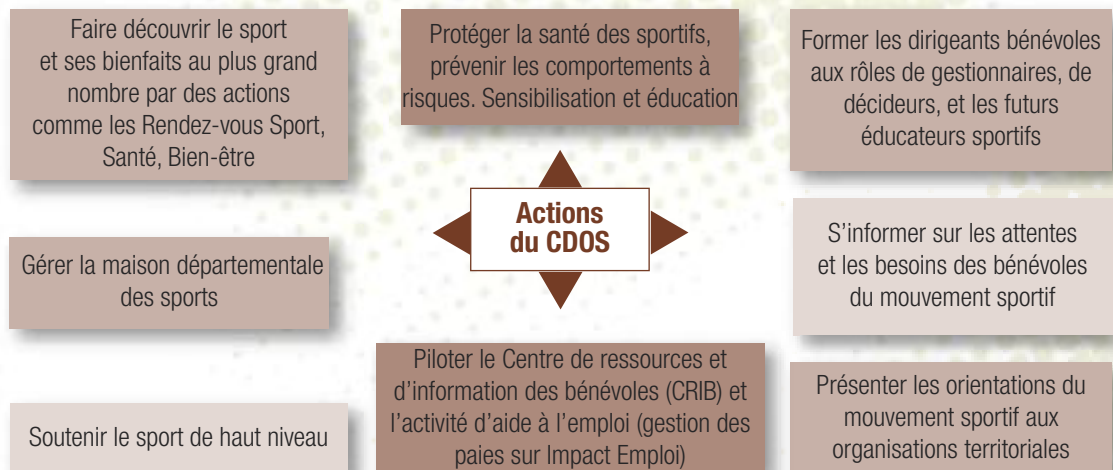 Faire découvrir le sport
et ses bienfaits au plus grand
nombre par des actions
comme les Rendez-vous Sport,
Santé, Bien-être
Protéger la santé des sportifs,
prévenir les comportements à
risques. Sensibilisation et éducation
Former les dirigeants bénévoles
aux rôles de gestionnaires, de
décideurs, et les futurs
éducateurs sportifs
Actions
du CDOS
Gérer la maison départementale
des sports
S’informer sur les attentes
et les besoins des bénévoles
du mouvement sportif
Soutenir le sport de haut niveau
Piloter le Centre de ressources et
d’information des bénévoles (CRIB) et
l’activité d’aide à l’emploi (gestion des
paies sur Impact Emploi)
Présenter les orientations du
mouvement sportif aux
organisations territoriales